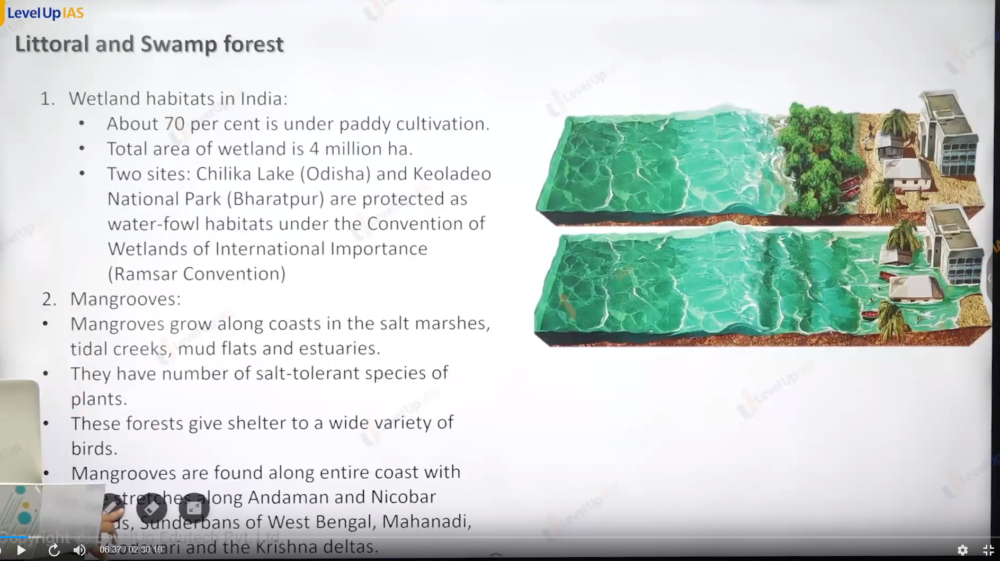 LevelUp IAS
Littoral and Swamp forest
1. Wetland habitats in India:
• About 70 per cent is under paddy cultivation.
• Total area of wetland is 4 million ha.
• Two sites: Chilika Lake (Odisha) and Keoladeo
National Park (Bharatpur) are protected as
water-fowl habitats under the Convention of
Wetlands of International Importance
(Ramsar Convention)
2. Mangrooves:
• Mangroves grow along coasts in the salt marshes,
tidal creeks, mud flats and estuaries.
• They have number of salt-tolerant species of
plants.
• These forests give shelter to a wide variety of
birds.
• Mangrooves are found along entire coast with
stretches along Andaman and Nicobar
Sunderbans of West Bengal, Mahanadi,
and the Krishna deltas.
Copyright © LevelUp Edutech Pvt. Ltd.
06:37 / 02:30:19